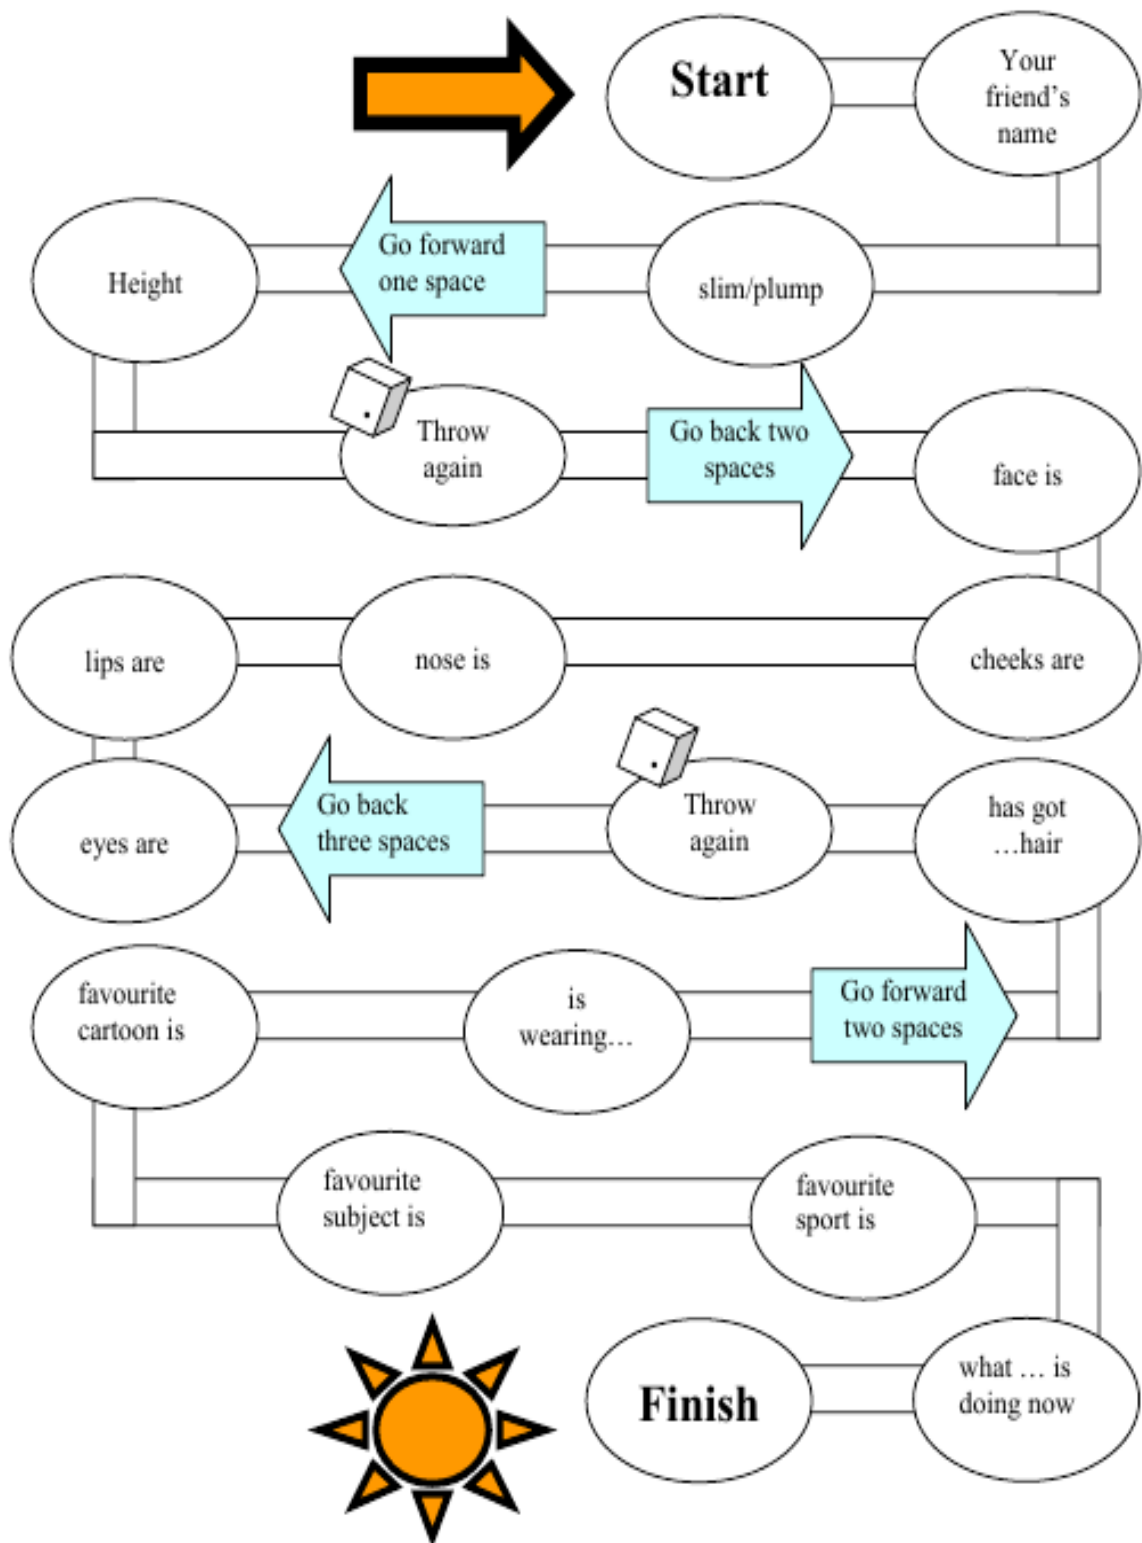 Start
Your
friend's
name
Height
Go forward
one space
slim/plump
Throw
again
Go back two
spaces
face is
lips are
nose is
cheeks are
eyes are
Go back
three spaces
Throw
again
has got
…hair
favourite
cartoon is
is
wearing…
Go forward
two spaces
favourite
subject is
favourite
sport is
Finish
what … is
doing now